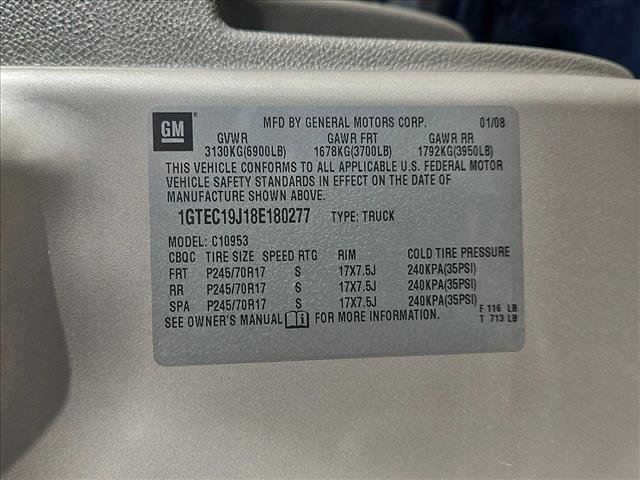 GM
MFD BY GENERAL MOTORS CORP. 01/08
GVWR GAWR FRT GAWR RR
3130KG(6900LB) 1678KG(3700LB) 1792KG(3950LB)
THIS VEHICLE CONFORMS TO ALL APPLICABLE U.S. FEDERAL MOTOR
VEHICLE SAFETY STANDARDS IN EFFECT ON THE DATE OF
MANUFACTURE SHOWN ABOVE.
1GTEC19J18E180277 TYPE: TRUCK
MODEL: C10953
CBQC TIRE SIZE SPEED RTG RIM COLD TIRE PRESSURE
FRT P245/70R17 S 17X7.5J 240KPA(35PSI)
RR P245/70R17 S 17X7.5J 240KPA(35PSI)
SPA P245/70R17 S 17X7.5J 240KPA(35PSI)
F 116 LB
SEE OWNER'S MANUAL FOR MORE INFORMATION. T 713 LB